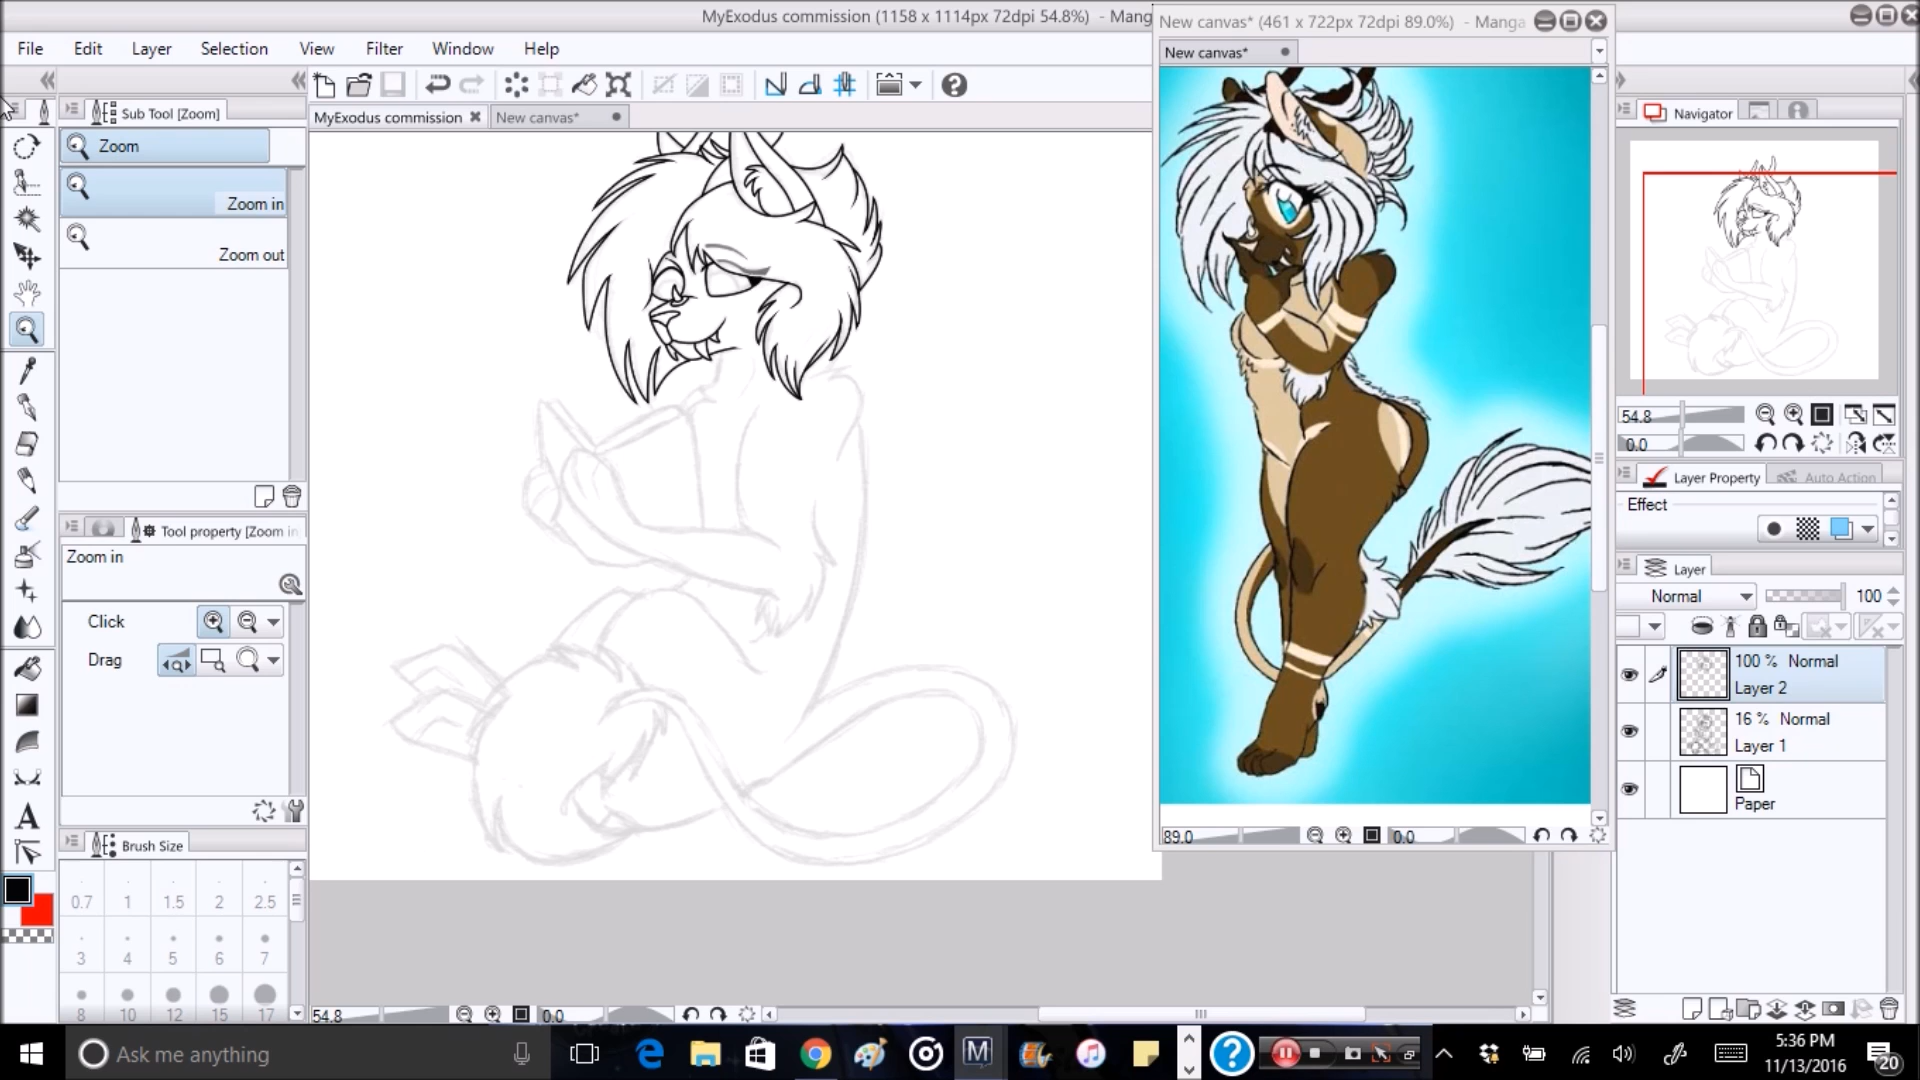 MyExodus commission (1158 x 1114px 72dpi 54.8%) - Mang
New canvas* (461 x 722px 72dpi 89.0%) - Manga
File Edit Layer Selection View Filter Window Help
New canvas*
Sub Tool [Zoom]
MyExodus commission
New canvas*
Navigator
Zoom
Zoom in
Zoom out
54.8
0.0
Layer Property
Auto Action
Effect
Tool property [Zoom in
Zoom in
Click
Drag
Layer
Normal 100
100 % Normal
Layer 2
16 % Normal
Layer 1
Paper
89.0
0.0
Brush Size
0.7 1 1.5 2 2.5
3 4 5 6 7
8 10 12 15 17
54.8
0.0
Ask me anything
5:36 PM
11/13/2016
20